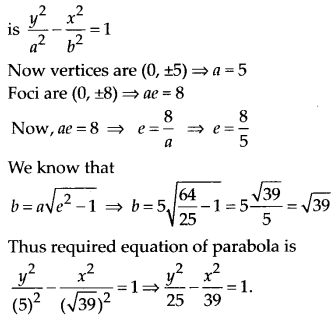 is y²/a² − x²/b² = 1
Now vertices are (0, ±5) ⇒ a = 5
Foci are (0, ±8) ⇒ ae = 8
Now, ae = 8 ⇒ e = 8/a ⇒ e = 8/5
We know that
b = a√(e² − 1) ⇒ b = 5√(64/25 − 1) = 5 √39/5 = √39
Thus required equation of parabola is
y²/(5)² − x²/(√39)² = 1 ⇒ y²/25 − x²/39 = 1.